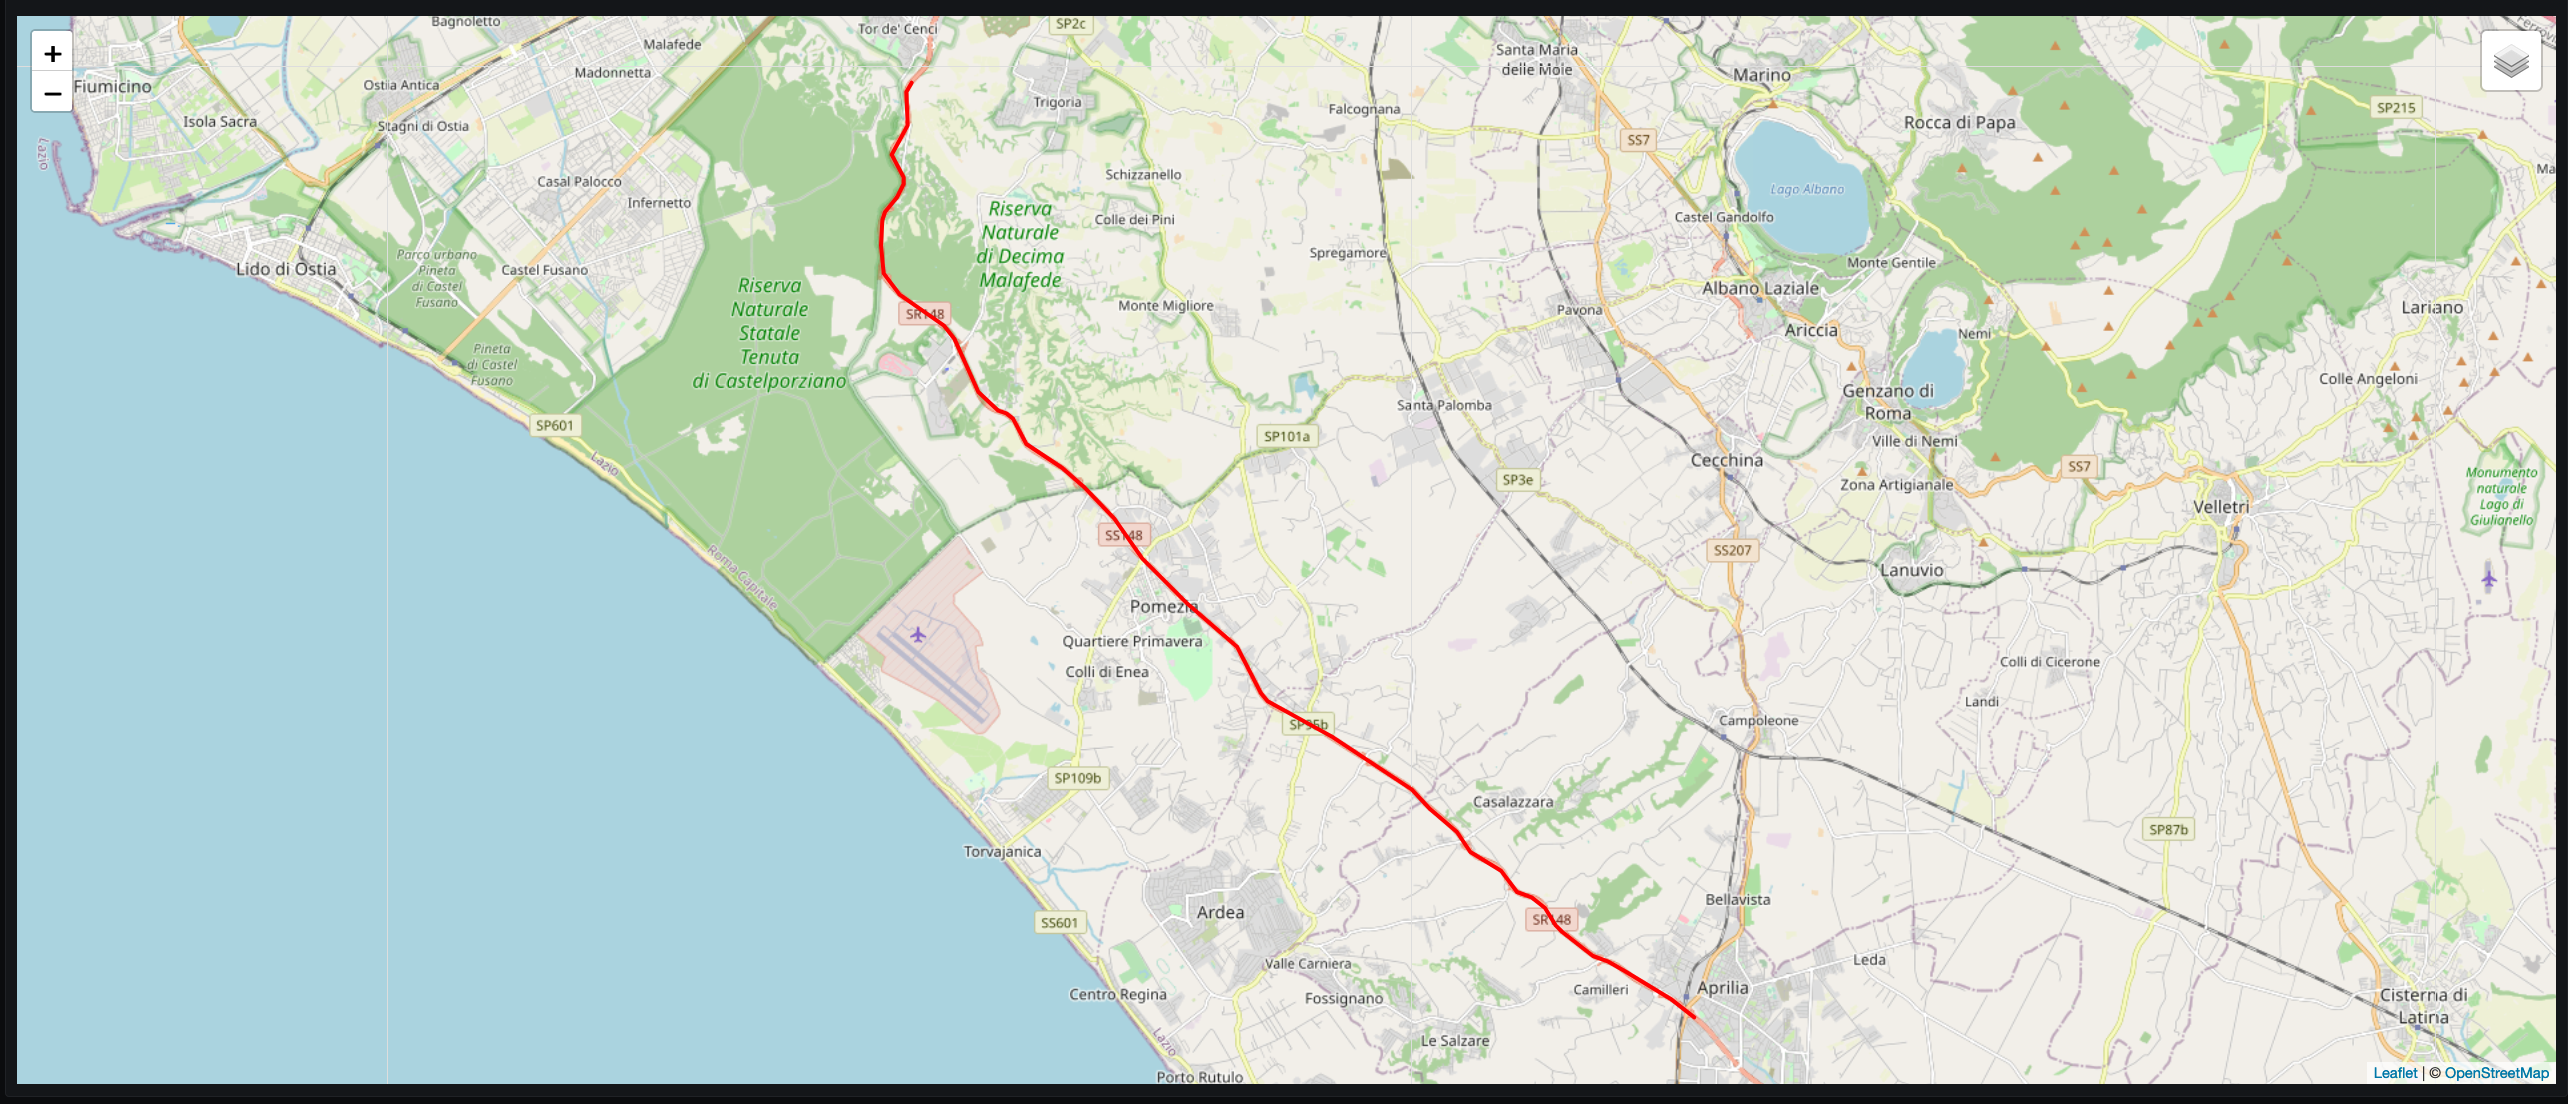 Bagnoletto
Tor de' Cenci
SP2c
+
−
Fiumicino
Malafede
Madonnetta
Ostia Antica
Isola Sacra
Stagni di Ostia
Lazio
Trigoria
Santa Maria
delle Mole
Falcognana
Marino
SS7
Rocca di Papa
SP215
Casal Palocco
Infernetto
Schizzanello
Colle dei Pini
Riserva
Naturale
di Decima
Malafede
Lago Albano
Castel Gandolfo
Spregamore
Monte Gentile
Lido di Ostia
Parco urbano
Pineta
di Castel
Fusano
Castel Fusano
Riserva
Naturale
Statale
Tenuta
di Castelporziano
SR148
Monte Migliore
Pavona
Albano Laziale
Ariccia
Nemi
Lariano
Pineta
di Castel
Fusano
SP601
Lazio
Santa Palomba
SP101a
Genzano di
Roma
Colle Angeloni
Ville di Nemi
Cecchina
SP3e
Zona Artigianale
SS7
Velletri
Monumento
naturale
Lago di
Giulianello
SS148
SS207
Roma Capitale
Lanuvio
Pomezia
Quartiere Primavera
Colli di Enea
Colli di Cicerone
Landi
SP95b
Campoleone
SP109b
Casalazzara
SP87b
Torvajanica
Ardea
SS601
SR148
Bellavista
Valle Carniera
Leda
Centro Regina
Fossignano
Camilleri
Aprilia
Cisterna di
Latina
Le Salzare
Lazio
Porto Rutulo
Leaflet | © OpenStreetMap